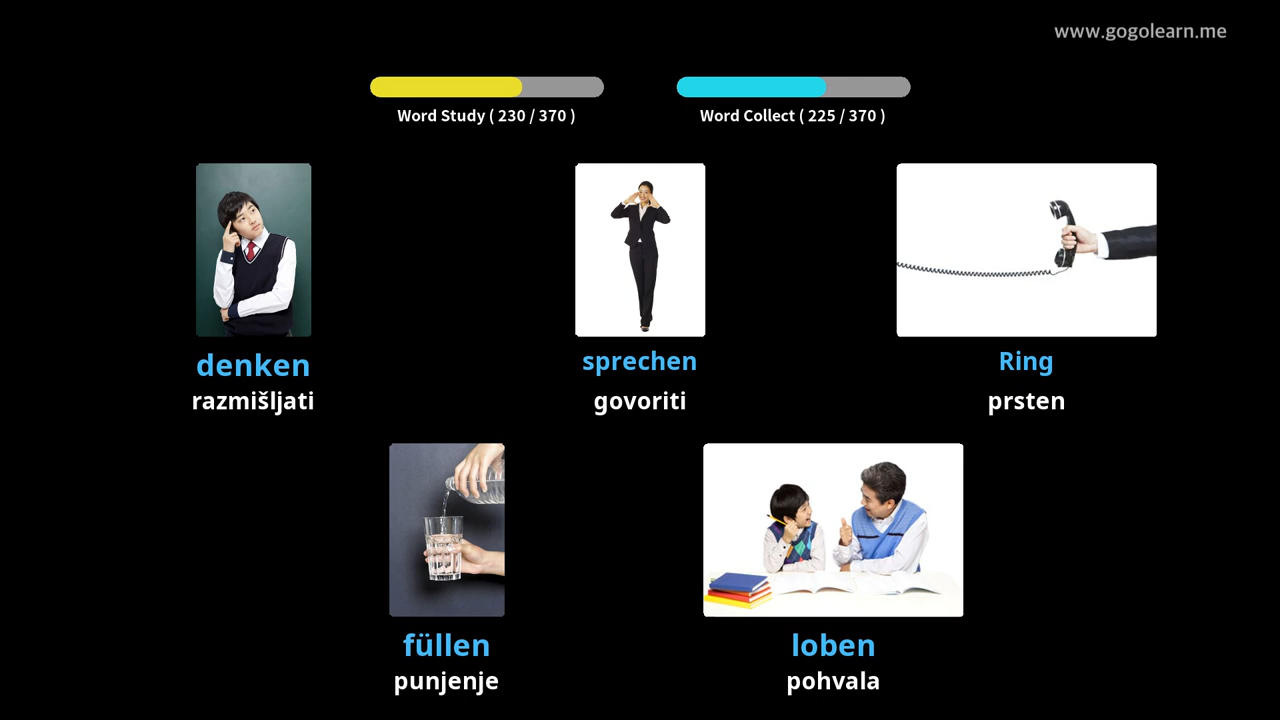 www.gogolearn.me
Word Study ( 230 / 370 )
Word Collect ( 225 / 370 )
denken
razmišljati
sprechen
govoriti
Ring
prsten
füllen
punjenje
loben
pohvala